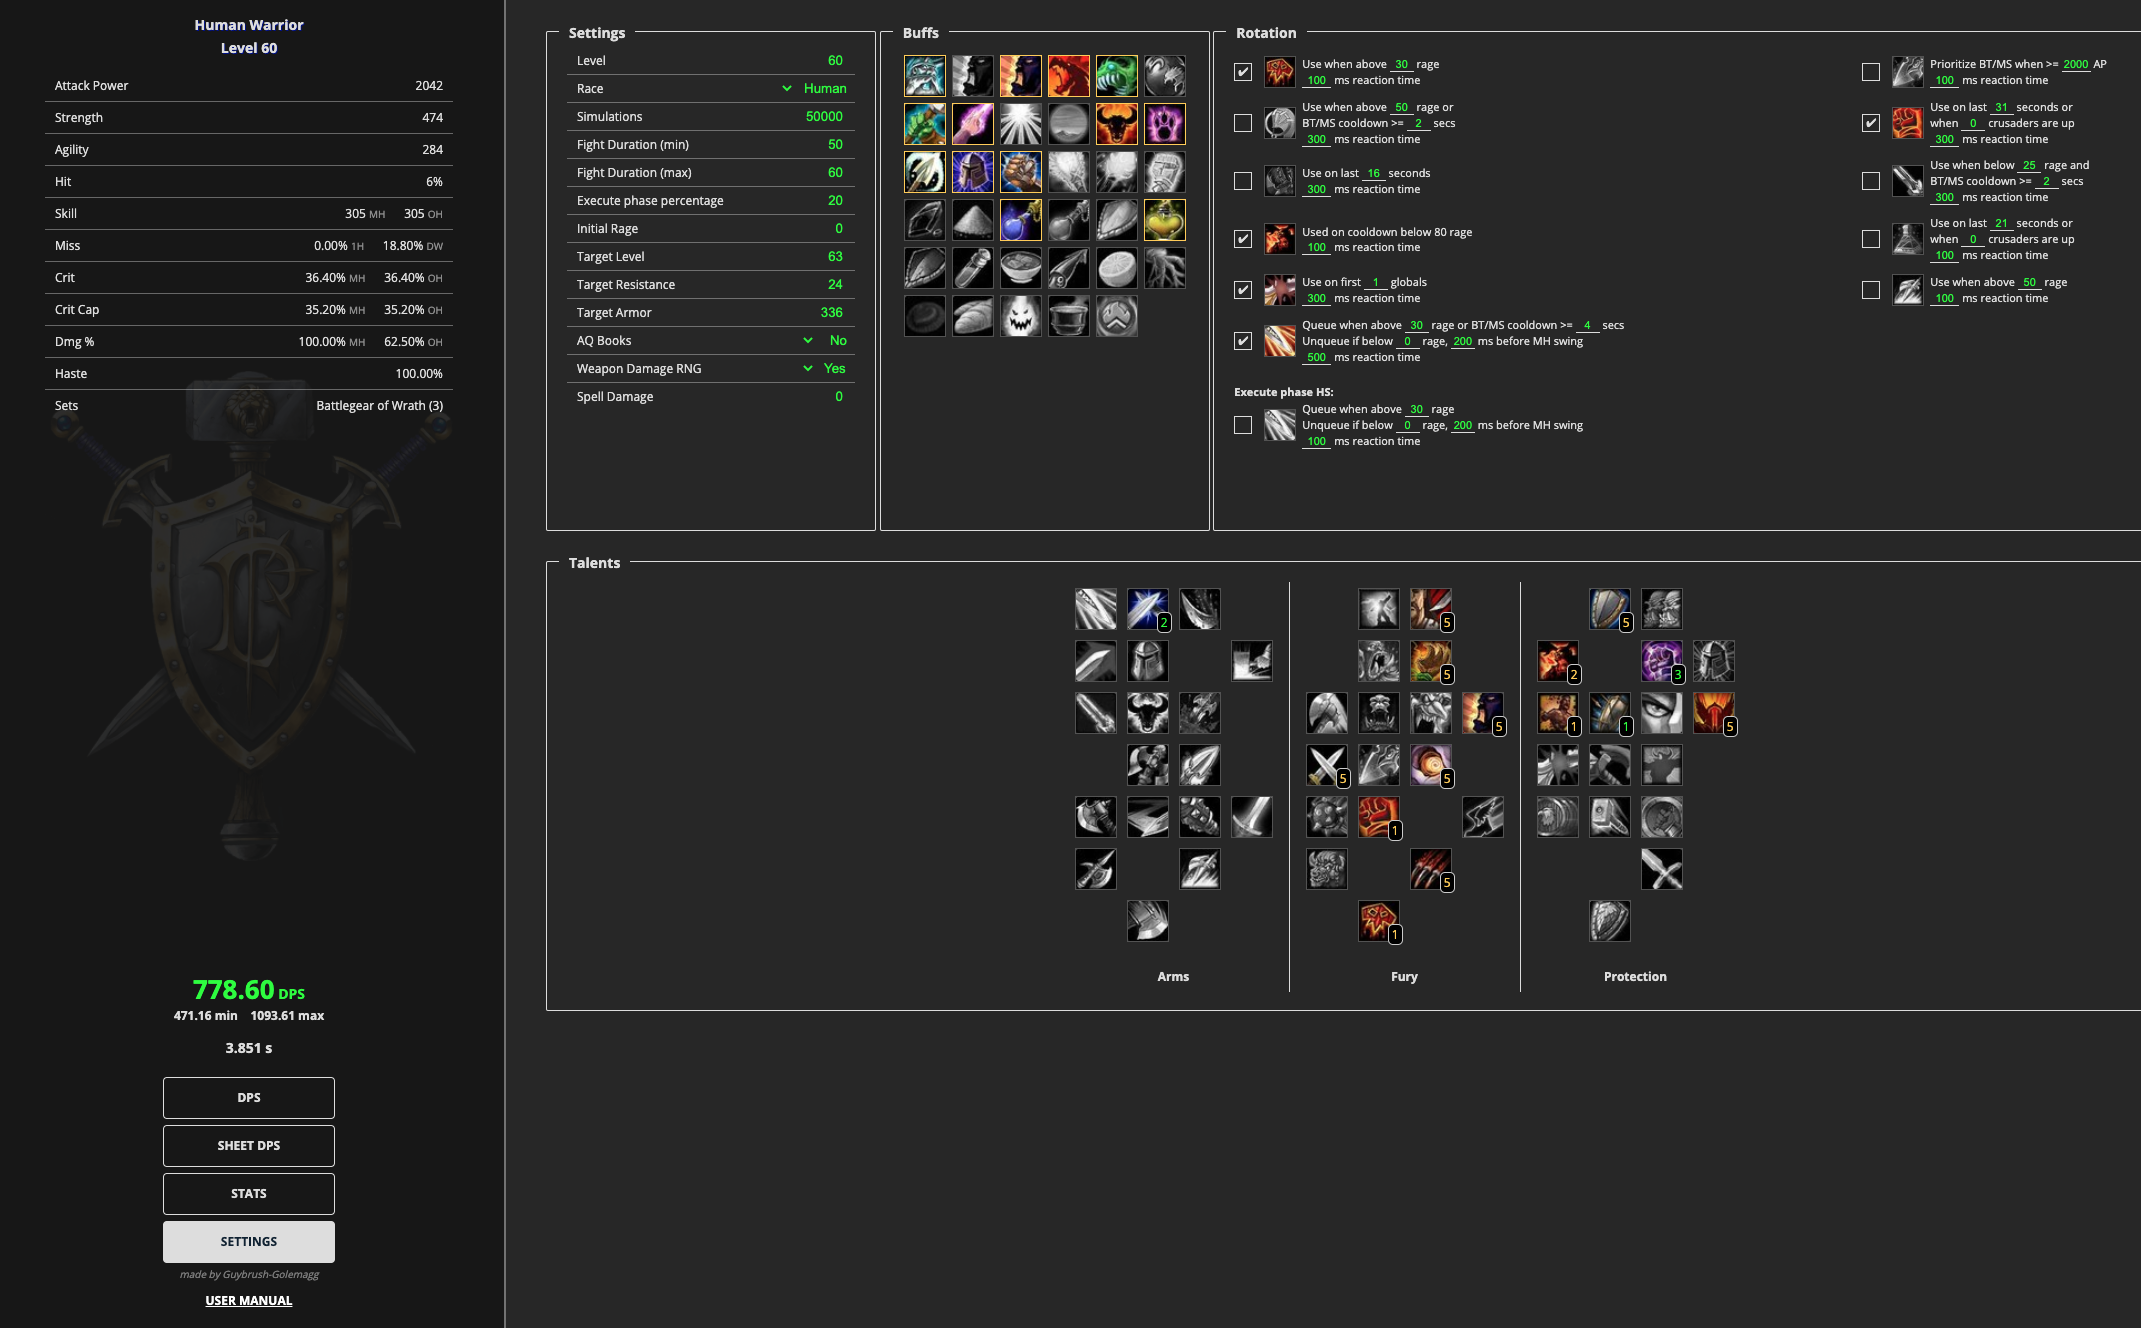 Human Warrior
Level 60
Attack Power 2042
Strength 474
Agility 284
Hit 6%
Skill 305 MH 305 OH
Miss 0.00% 1H 18.80% DW
Crit 36.40% MH 36.40% OH
Crit Cap 35.20% MH 35.20% OH
Dmg % 100.00% MH 62.50% OH
Haste 100.00%
Sets Battlegear of Wrath (3)
778.60 DPS
471.16 min 1093.61 max
3.851 s
DPS
SHEET DPS
STATS
SETTINGS
made by Guybrush-Golemagg
USER MANUAL
Settings
Level 60
Race Human
Simulations 50000
Fight Duration (min) 50
Fight Duration (max) 60
Execute phase percentage 20
Initial Rage 0
Target Level 63
Target Resistance 24
Target Armor 336
AQ Books No
Weapon Damage RNG Yes
Spell Damage 0
Buffs
Rotation
Use when above 30 rage
100 ms reaction time
Use when above 50 rage or
BT/MS cooldown >= 2 secs
300 ms reaction time
Use on last 16 seconds
300 ms reaction time
Used on cooldown below 80 rage
100 ms reaction time
Use on first 1 globals
300 ms reaction time
Queue when above 30 rage or BT/MS cooldown >= 4 secs
Unqueue if below 0 rage, 200 ms before MH swing
500 ms reaction time
Execute phase HS:
Queue when above 30 rage
Unqueue if below 0 rage, 200 ms before MH swing
100 ms reaction time
Prioritize BT/MS when >= 2000 AP
100 ms reaction time
Use on last 31 seconds or
when 0 crusaders are up
300 ms reaction time
Use when below 25 rage and
BT/MS cooldown >= 2 secs
300 ms reaction time
Use on last 21 seconds or
when 0 crusaders are up
100 ms reaction time
Use when above 50 rage
100 ms reaction time
Talents
2
Arms
5
5
5
5 5
1
5
1
Fury
5
2 3
1 1 5
Protection